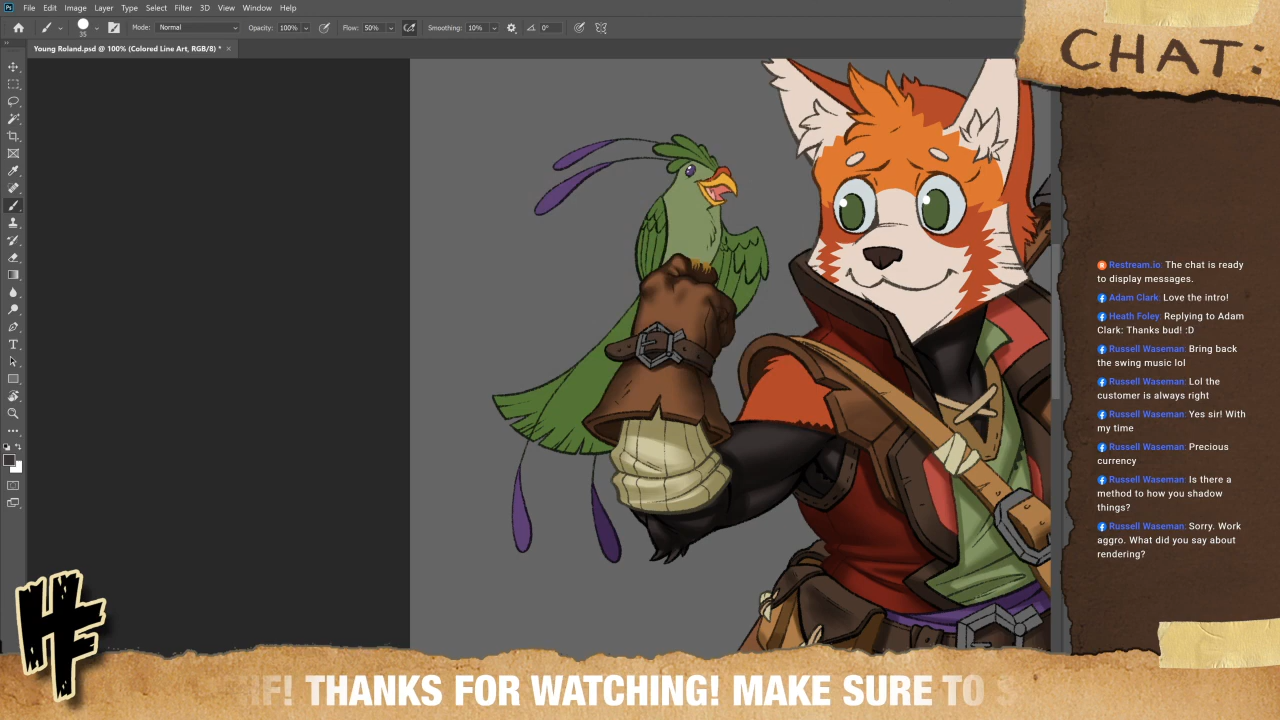 Ps File Edit Image Layer Type Select Filter 3D View Window Help
35 Mode: Normal Opacity: 100% Flow: 50% Smoothing: 10% 0°
Young Roland.psd @ 100% (Colored Line Art, RGB/8) * ×
CHAT:
Restream.io: The chat is ready
to display messages.
Adam Clark: Love the intro!
Heath Foley: Replying to Adam
Clark: Thanks bud! :D
Russell Waseman: Bring back
the swing music lol
Russell Waseman: Lol the
customer is always right
Russell Waseman: Yes sir! With
my time
Russell Waseman: Precious
currency
Russell Waseman: Is there a
method to how you shadow
things?
Russell Waseman: Sorry. Work
aggro. What did you say about
rendering?
HF
F! THANKS FOR WATCHING! MAKE SURE TO S